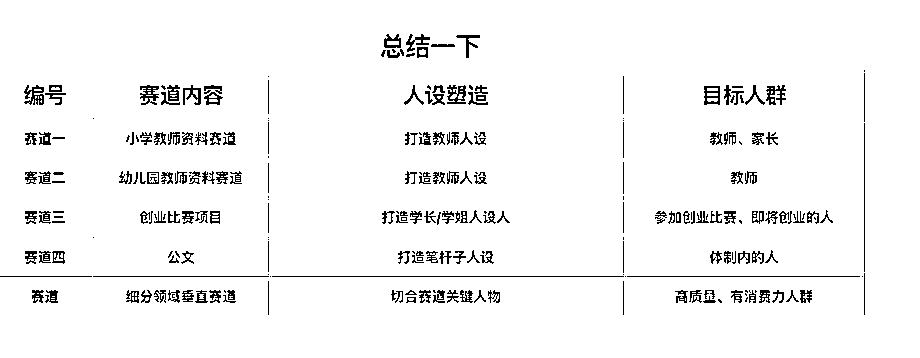 总结一下
编号 赛道内容 人设塑造 目标人群
赛道一 小学教师资料赛道 打造教师人设 教师、家长
赛道二 幼儿园教师资料赛道 打造教师人设 教师
赛道三 创业比赛项目 打造学长/学姐人设人 参加创业比赛、即将创业的人
赛道四 公文 打造笔杆子人设 体制内的人
赛道 细分领域垂直赛道 切合赛道关键人物 高质量、有消费力人群